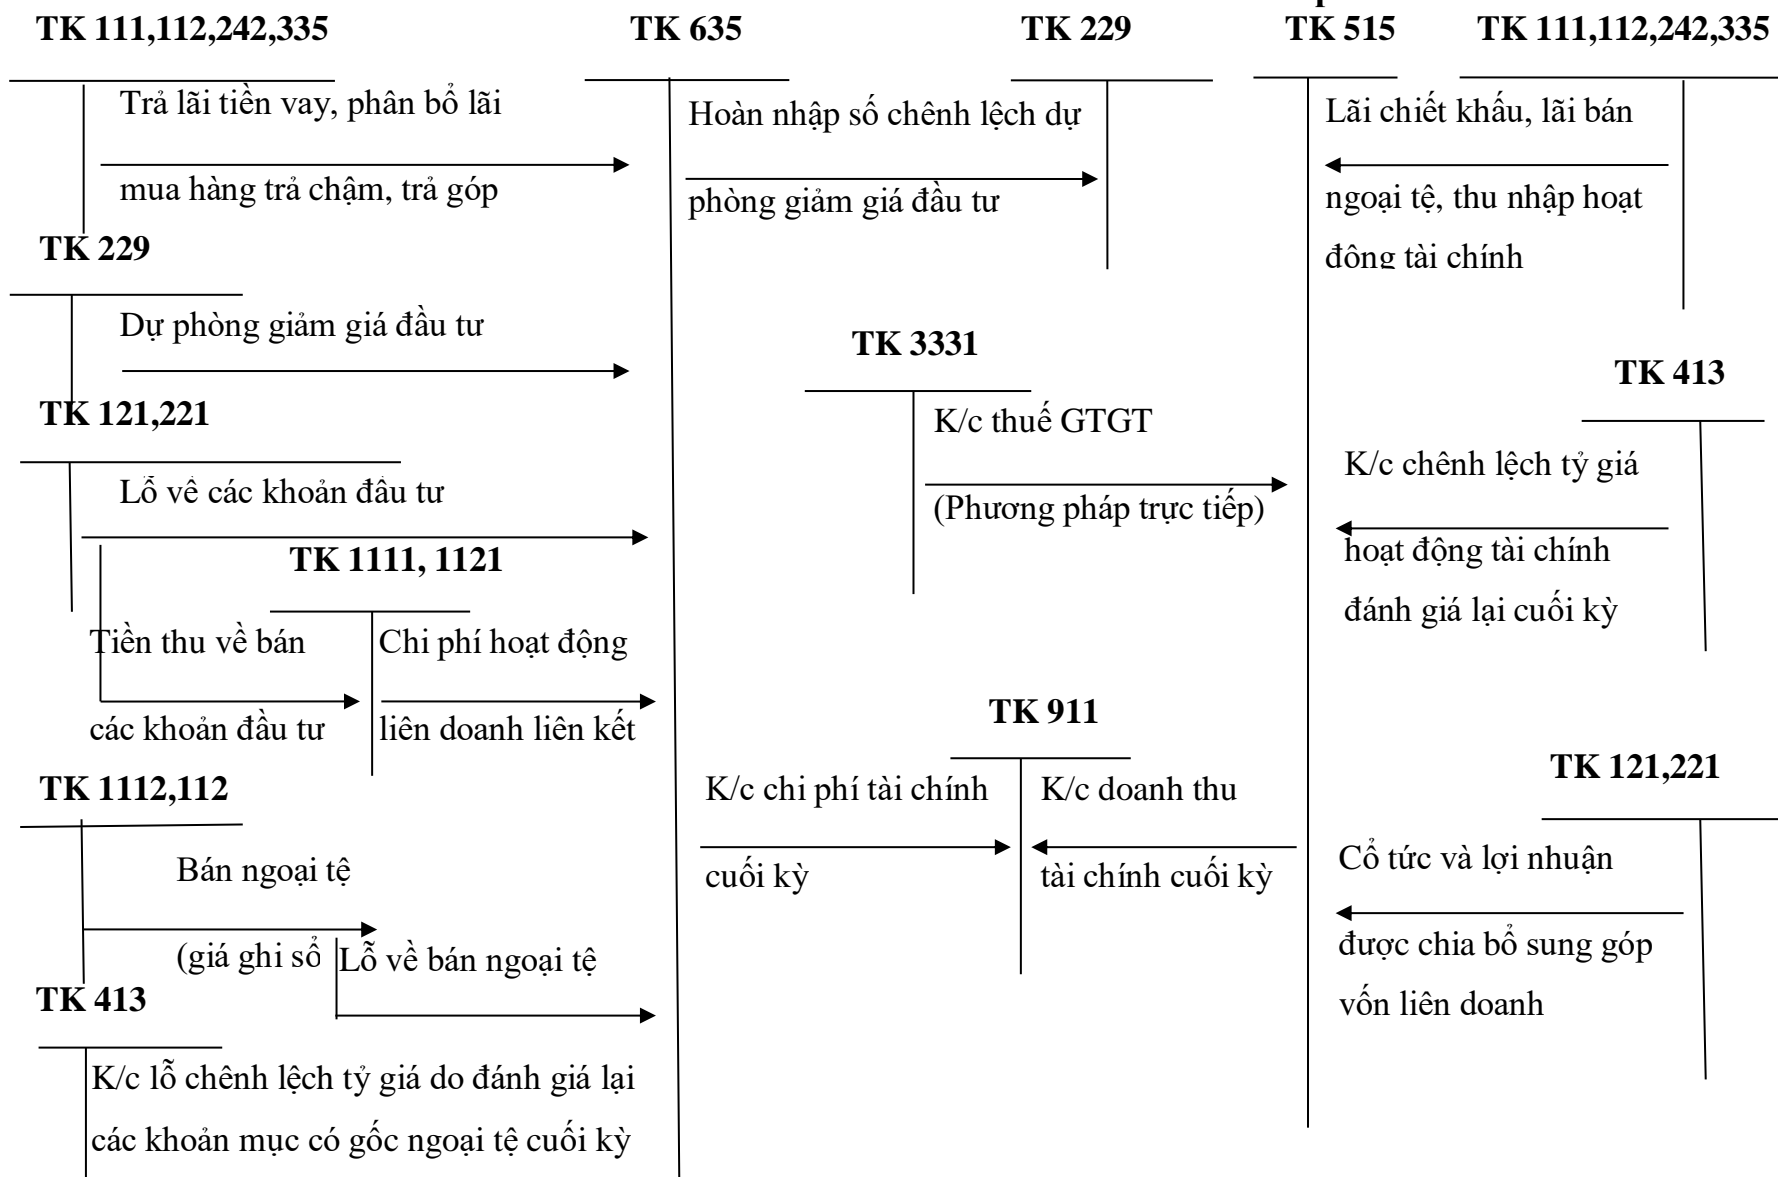 TK 111,112,242,335
TK 635
TK 229
TK 515
TK 111,112,242,335
Trả lãi tiền vay, phân bổ lãi
mua hàng trả chậm, trả góp
Hoàn nhập số chênh lệch dự
phòng giảm giá đầu tư
Lãi chiết khấu, lãi bán
ngoại tệ, thu nhập hoạt
động tài chính
TK 229
Dự phòng giảm giá đầu tư
TK 3331
K/c thuế GTGT
(Phương pháp trực tiếp)
TK 413
K/c chênh lệch tỷ giá
hoạt động tài chính
đánh giá lại cuối kỳ
TK 121,221
Lỗ về các khoản đầu tư
TK 1111, 1121
Tiền thu về bán
các khoản đầu tư
Chi phí hoạt động
liên doanh liên kết
TK 911
K/c chi phí tài chính
cuối kỳ
K/c doanh thu
tài chính cuối kỳ
TK 121,221
Cổ tức và lợi nhuận
được chia bổ sung góp
vốn liên doanh
TK 1112,112
Bán ngoại tệ
(giá ghi sổ
Lỗ về bán ngoại tệ
TK 413
K/c lỗ chênh lệch tỷ giá do đánh giá lại
các khoản mục có gốc ngoại tệ cuối kỳ